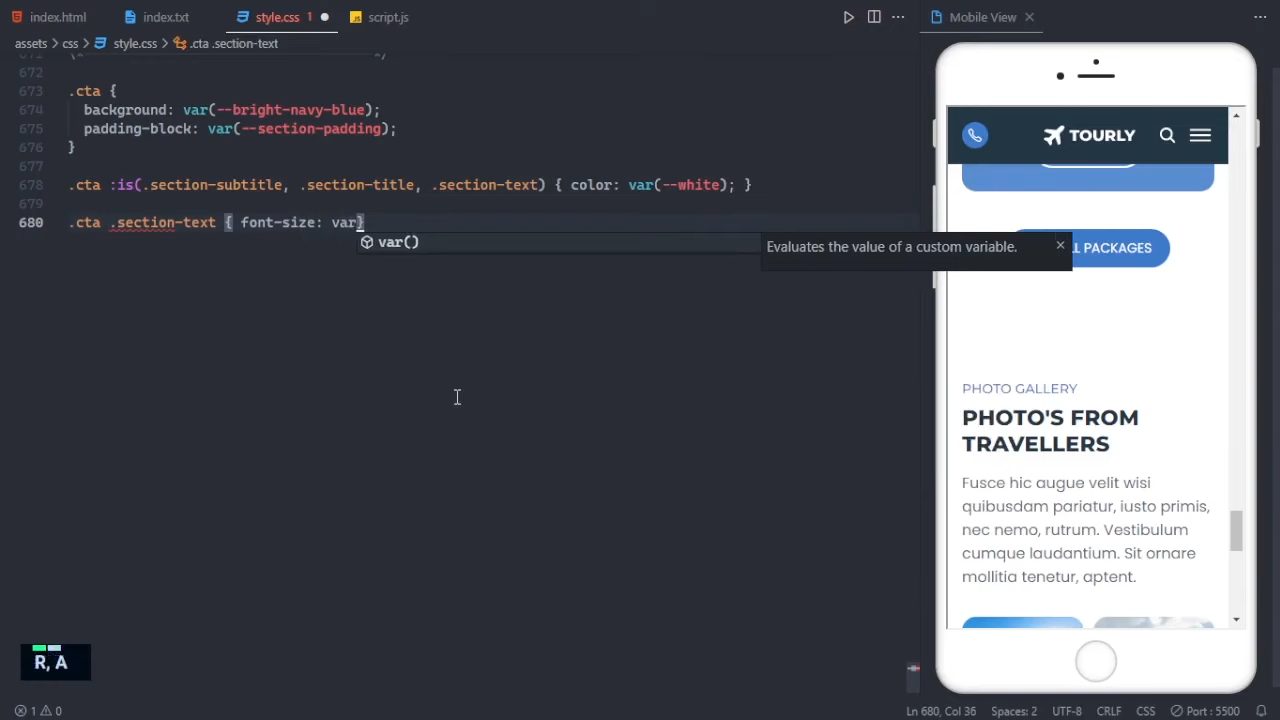 index.html
index.txt
style.css 1
script.js
Mobile View
assets > css > style.css > .cta .section-text
672
673 .cta {
674 background: var(--bright-navy-blue);
675 padding-block: var(--section-padding);
676 }
677
678 .cta :is(.section-subtitle, .section-title, .section-text) { color: var(--white); }
679
680 .cta .section-text { font-size: var}
var()
Evaluates the value of a custom variable.
TOURLY
PACKAGES
PHOTO GALLERY
PHOTO'S FROM
TRAVELLERS
Fusce hic augue velit wisi
quibusdam pariatur, iusto primis,
nec nemo, rutrum. Vestibulum
cumque laudantium. Sit ornare
mollitia tenetur, aptent.
R, A
1 0
Ln 680, Col 36
Spaces: 2
UTF-8
CRLF
CSS
Port : 5500